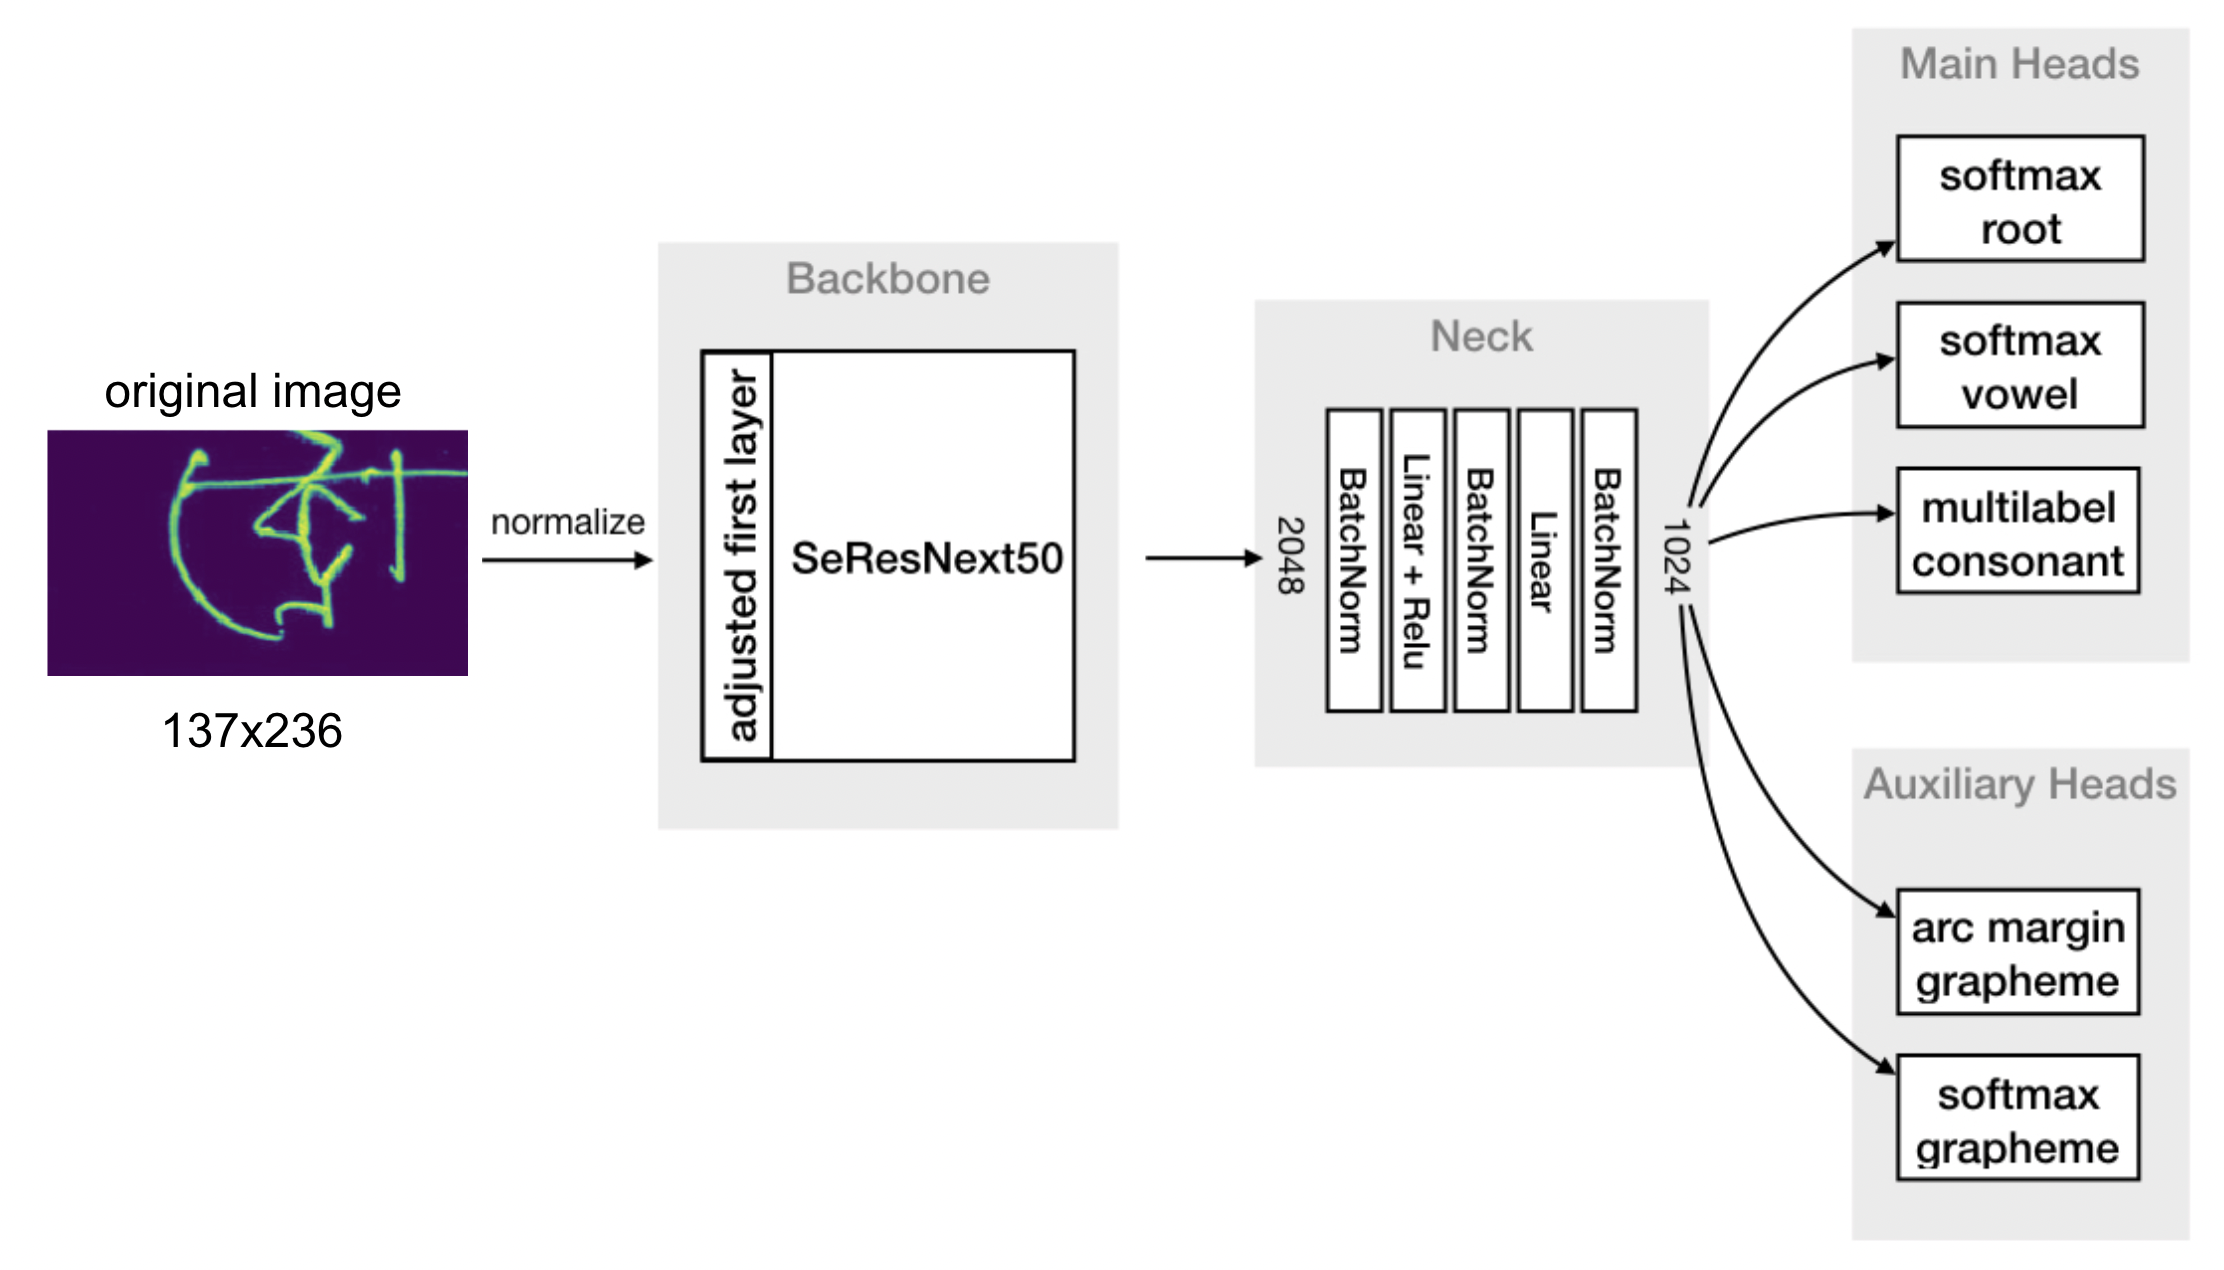 original image
137x236
normalize
Backbone
adjusted first layer
SeResNext50
Neck
2048
BatchNorm
Linear + Relu
BatchNorm
Linear
BatchNorm
1024
Main Heads
softmax
root
softmax
vowel
multilabel
consonant
Auxiliary Heads
arc margin
grapheme
softmax
grapheme